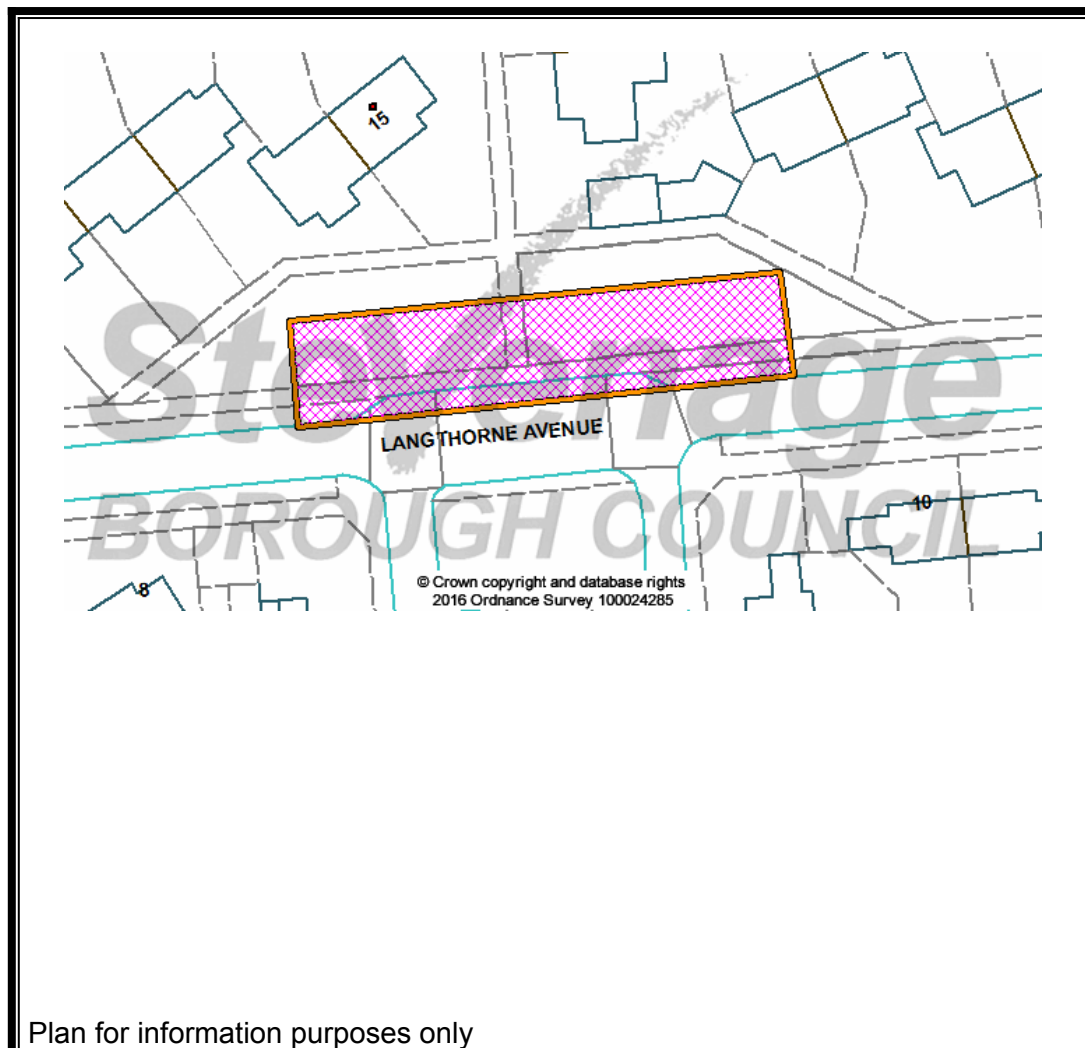 15
Stevenage
LANGTHORNE AVENUE
BOROUGH COUNCIL
10
8
© Crown copyright and database rights
2016 Ordnance Survey 100024285
Plan for information purposes only